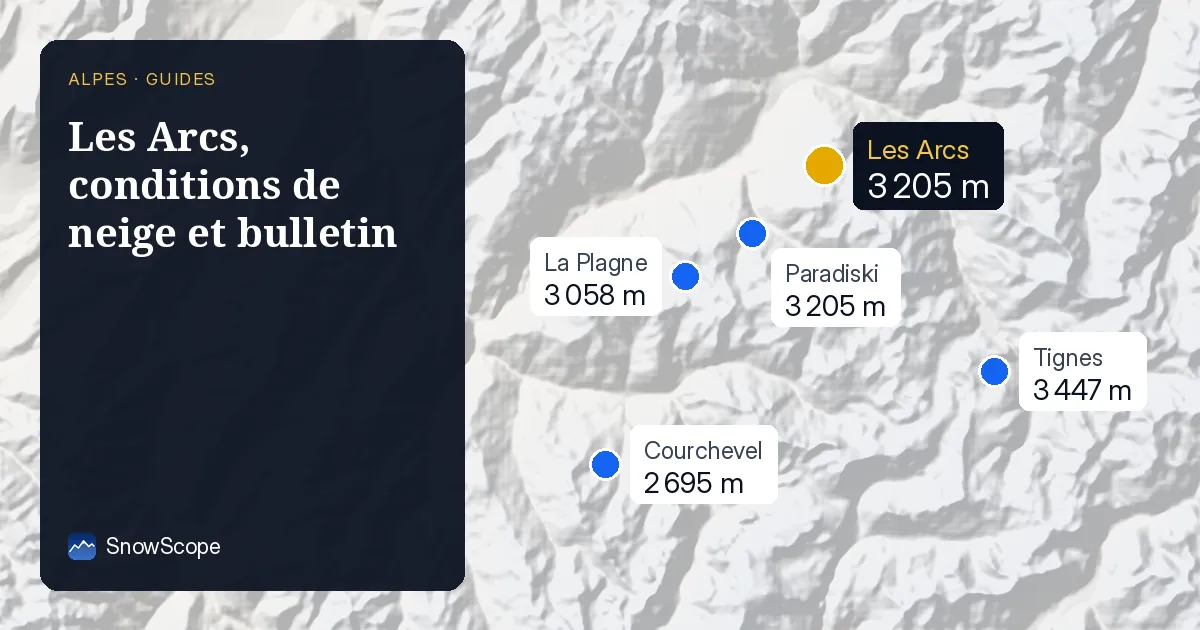 ALPES · GUIDES
Les Arcs,
conditions de
neige et bulletin
SnowScope
Les Arcs
3 205 m
La Plagne
3 058 m
Paradiski
3 205 m
Tignes
3 447 m
Courchevel
2 695 m